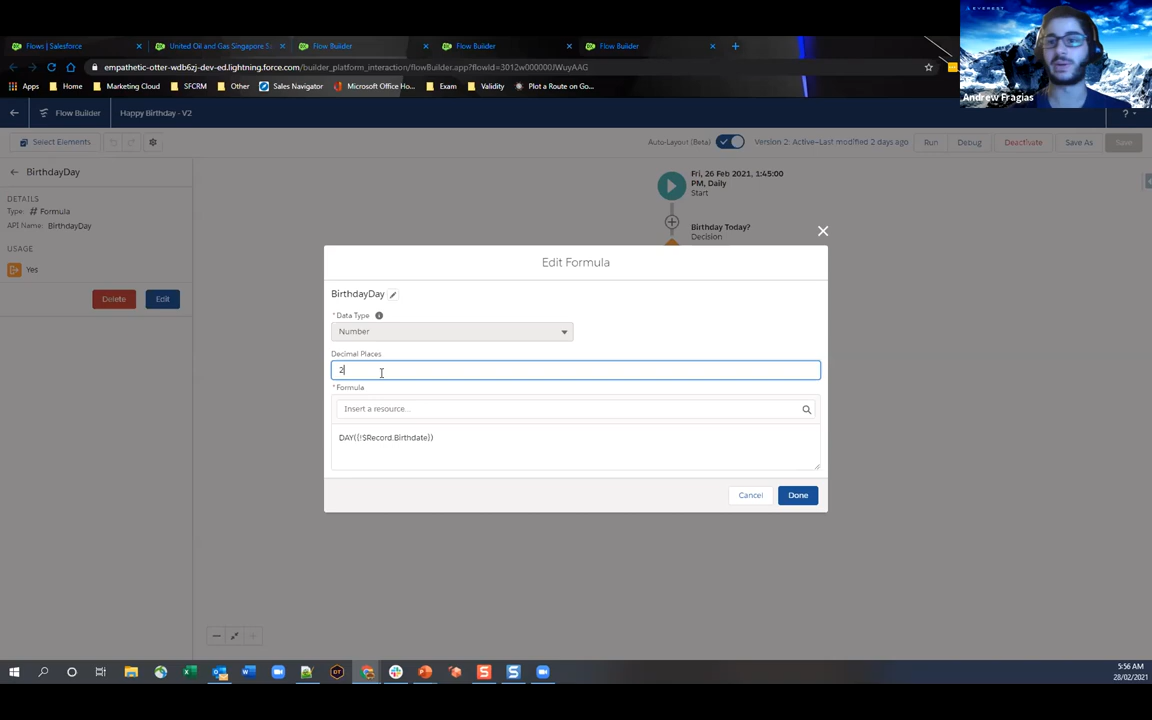 LEVEREST
Andrew Fragias
Flows | Salesforce
United Oil and Gas Singapore Sa
Flow Builder
Flow Builder
Flow Builder
empathetic-otter-wdb6zj-dev-ed.lightning.force.com/builder_platform_interaction/flowBuilder.app?flowId=3012w000000JWuyAAG
Apps
Home
Marketing Cloud
SFCRM
Other
Sales Navigator
Microsoft Office Ho...
Exam
Validity
Plot a Route on Go...
Flow Builder
Happy Birthday - V2
?
Select Elements
Auto-Layout (Beta)
Version 2: Active—Last modified 2 days ago
Run
Debug
Deactivate
Save As
Save
BirthdayDay
DETAILS
Type: # Formula
API Name: BirthdayDay
USAGE
Yes
Delete
Edit
Fri, 26 Feb 2021, 1:45:00
PM, Daily
Start
Birthday Today?
Decision
Edit Formula
BirthdayDay
* Data Type
Number
Decimal Places
2
* Formula
Insert a resource...
DAY({!$Record.Birthdate})
Cancel
Done
5:56 AM
28/02/2021